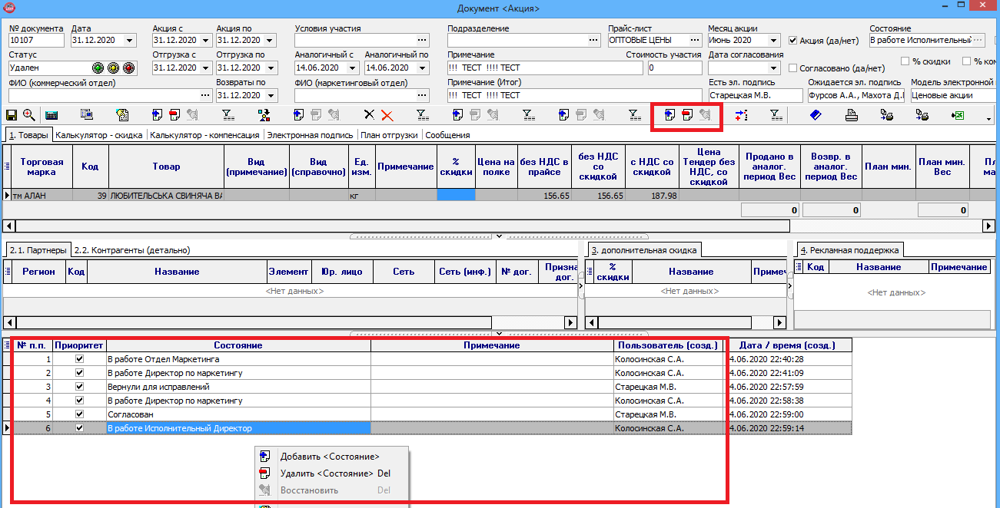 Документ <Акция>
№ документа Дата Акция с Акция по Условия участия Подразделение Прайс-лист Месяц акции Состояние
10107 31.12.2020 31.12.2020 31.12.2020 ОПТОВЫЕ ЦЕНЫ Июнь 2020 Акция (да/нет) В работе Исполнительный
Статус Отгрузка с Отгрузка по Аналогичный с Аналогичный по Примечание Стоимость участия Дата согласования
Удален 31.12.2020 31.12.2020 14.06.2020 14.06.2020 !!! ТЕСТ !!!! ТЕСТ 0 % скидки % ком
Согласовано (да/нет)
ФИО (коммерческий отдел) Возвраты по ФИО (маркетинговый отдел) Примечание (Итог) Есть эл. подпись Ожидается эл. подпись Модель электронной
31.12.2020 !!! ТЕСТ !!!! ТЕСТ Старецкая М.В. Фурсов А.А., Махота Д. Ценовые акции
1. Товары Калькулятор - скидка Калькулятор - компенсация Электронная подпись План отгрузки Сообщения
Торговая марка Код Товар Вид (примечание) Вид (справочно) Ед. изм. Примечание % скидки Цена на полке без НДС в прайсе без НДС со скидкой с НДС со скидкой Цена Тендер без НДС, со скидкой Продано в аналог. период Вес Возвр. в аналог. период Вес План мин. План мин. Вес Пл ма
тм АЛАН 39 ЛЮБИТЕЛЬСЬКА СВИНЯЧА ВА кг 156.65 156.65 187.98
0 0 0
2.1. Партнеры 2.2. Контрагенты (детально) 3. дополнительная скидка 4. Рекламная поддержка
Регион Код Название Элемент Юр. лицо Сеть Сеть (инф.) № дог. Призна дог. % скидки Название Примеч Код Название Примечание
<Нет данных> <Нет данных> <Нет данных>
№ п.п. Приоритет Состояние Примечание Пользователь (созд.) Дата / время (созд.)
1 В работе Отдел Маркетинга Колосинская С.А. 4.06.2020 22:40:28
2 В работе Директор по маркетингу Колосинская С.А. 4.06.2020 22:41:09
3 Вернули для исправлений Старецкая М.В. 4.06.2020 22:57:59
4 В работе Директор по маркетингу Колосинская С.А. 4.06.2020 22:58:38
5 Согласован Старецкая М.В. 4.06.2020 22:59:00
6 В работе Исполнительный Директор Колосинская С.А. 4.06.2020 22:59:14
Добавить <Состояние>
Удалить <Состояние> Del
Восстановить Del